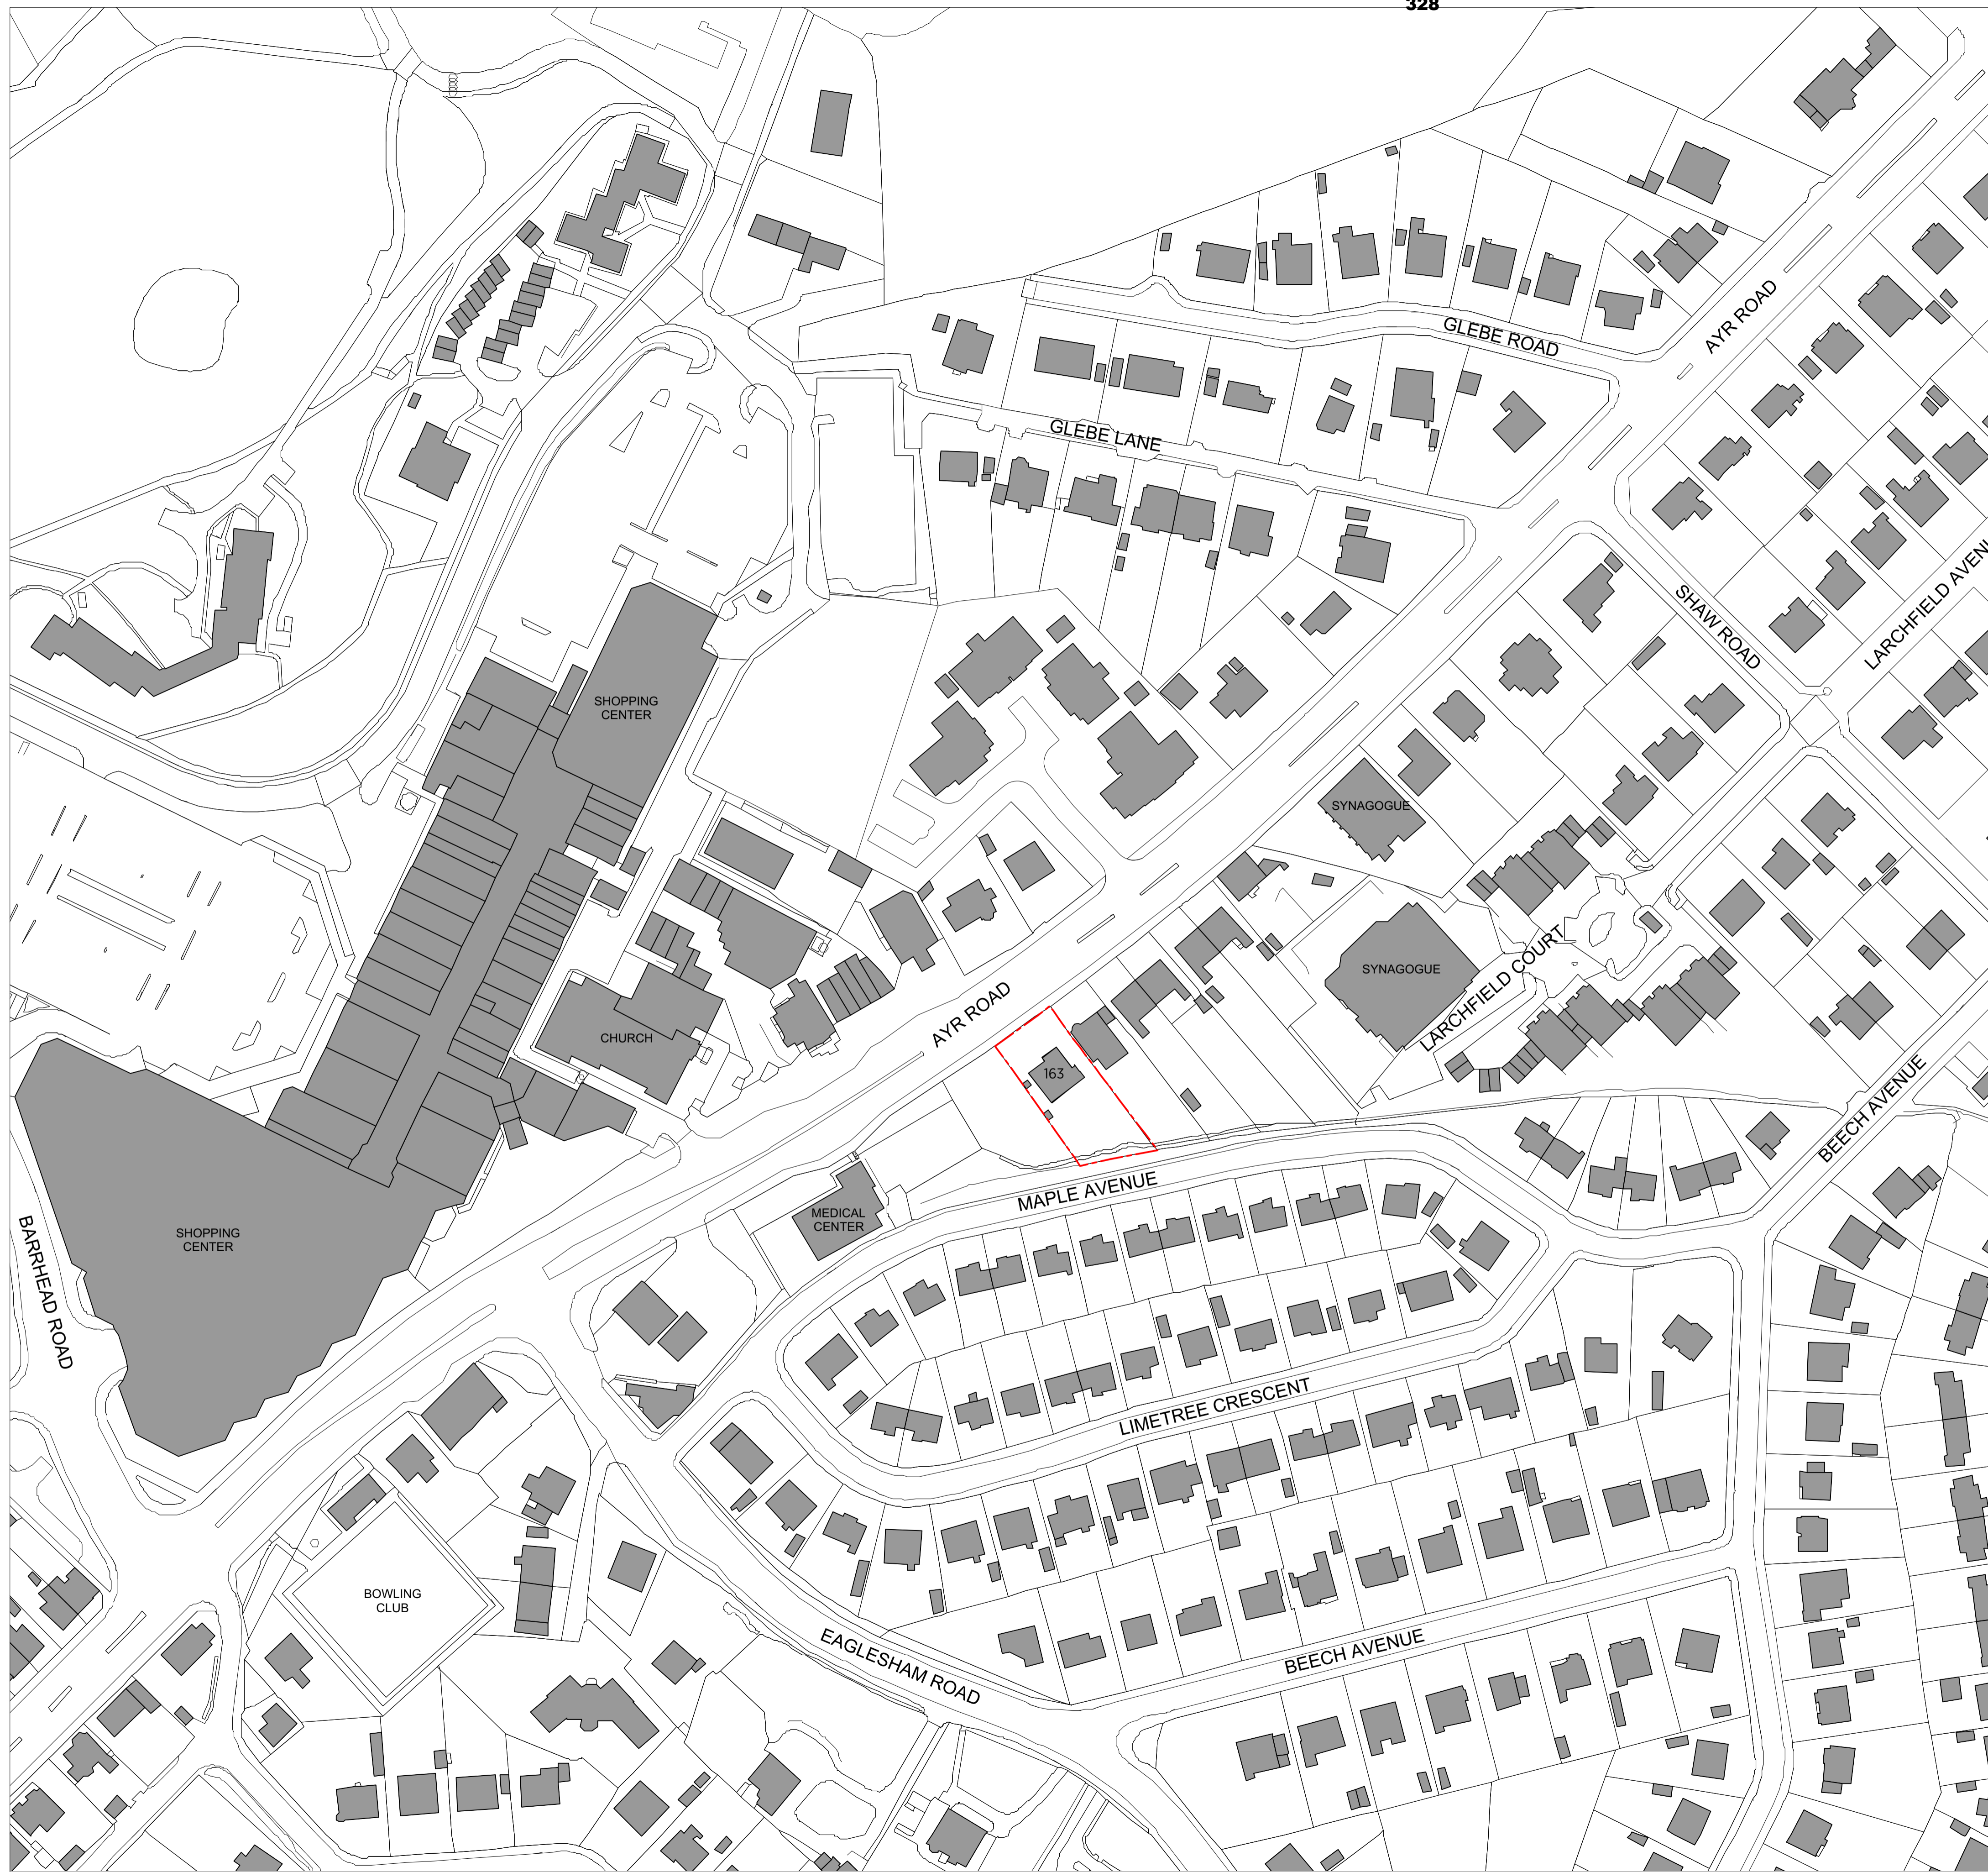 328
AYR ROAD
GLEBE ROAD
GLEBE LANE
LARCHFIELD AVENU
SHAW ROAD
SHOPPING
CENTER
SYNAGOGUE
SYNAGOGUE
LARCHFIELD COURT
AYR ROAD
CHURCH
163
BEECH AVENUE
MAPLE AVENUE
MEDICAL
CENTER
SHOPPING
CENTER
BARRHEAD ROAD
LIMETREE CRESCENT
BOWLING
CLUB
EAGLESHAM ROAD
BEECH AVENUE